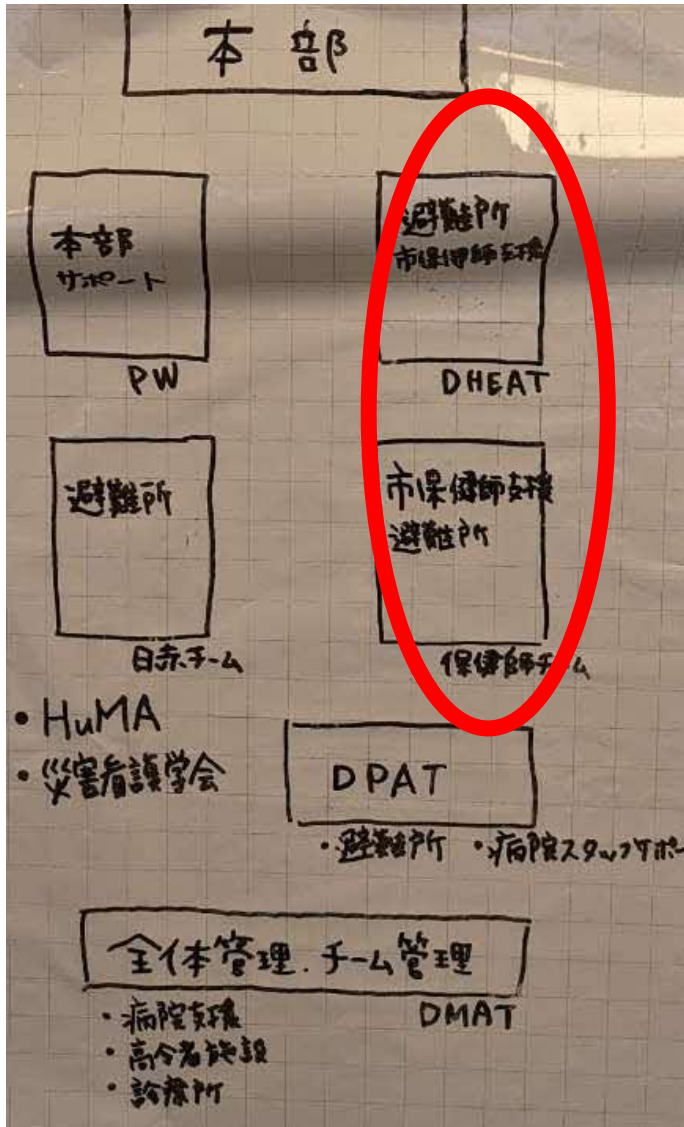 本部
本部
サポート
PW
避難所
市保健師支援
DHEAT
避難所
日赤チーム
市保健師支援
避難所
保健師チーム
• HuMA
• 災害看護学会
DPAT
・避難所 ・病院スタッフサポー
全体管理.チーム管理
DMAT
・病院支援
・高令者施設
・診療所